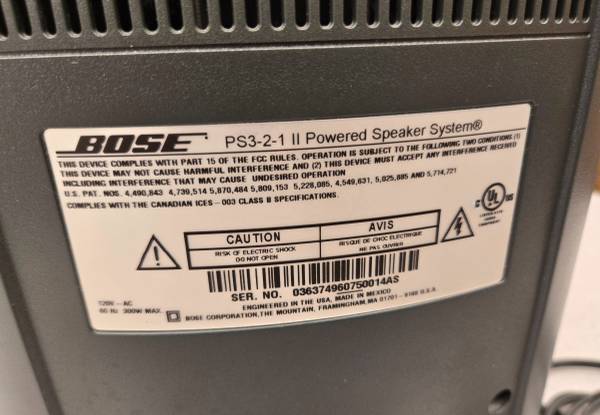 BOSE PS3-2-1 II Powered Speaker System®
THIS DEVICE COMPLIES WITH PART 15 OF THE FCC RULES. OPERATION IS SUBJECT TO THE FOLLOWING TWO CONDITIONS. (1)
THIS DEVICE MAY NOT CAUSE HARMFUL INTERFERENCE AND (2) THIS DEVICE MUST ACCEPT ANY INTERFERENCE RECEIVED
INCLUDING INTERFERENCE THAT MAY CAUSE UNDESIRED OPERATION
U.S. PAT. NOS. 4,490,843 4,739,514 5,870,484 5,809,153 5,228,085, 4,549,631, 5,025,885 AND 5,714,721
COMPLIES WITH THE CANADIAN ICES - 003 CLASS B SPECIFICATIONS.
UL
CAUTION
RISK OF ELECTRIC SHOCK
DO NOT OPEN
AVIS
RISQUE DE CHOC ELECTRIQUE
NE PAS OUVRIR
SER. NO. 036374960750014AS
ENGINEERED IN THE USA, MADE IN MEXICO
120V ~ AC
60 Hz 300W MAX.
BOSE CORPORATION,THE MOUNTAIN, FRAMINGHAM,MA 01701 - 9168 U.S.A.